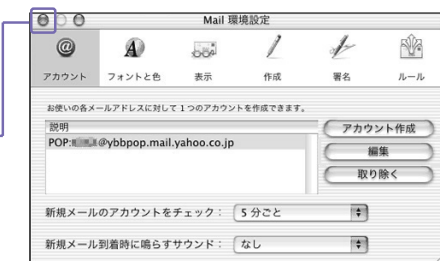 Mail 環境設定
アカウント フォントと色 表示 作成 署名 ルール
お使いの各メールアドレスに対して 1 つのアカウントを作成できます。
説明
POP: @ybbpop.mail.yahoo.co.jp
アカウント作成
編集
取り除く
新規メールのアカウントをチェック： 5 分ごと
新規メール到着時に鳴らすサウンド： なし